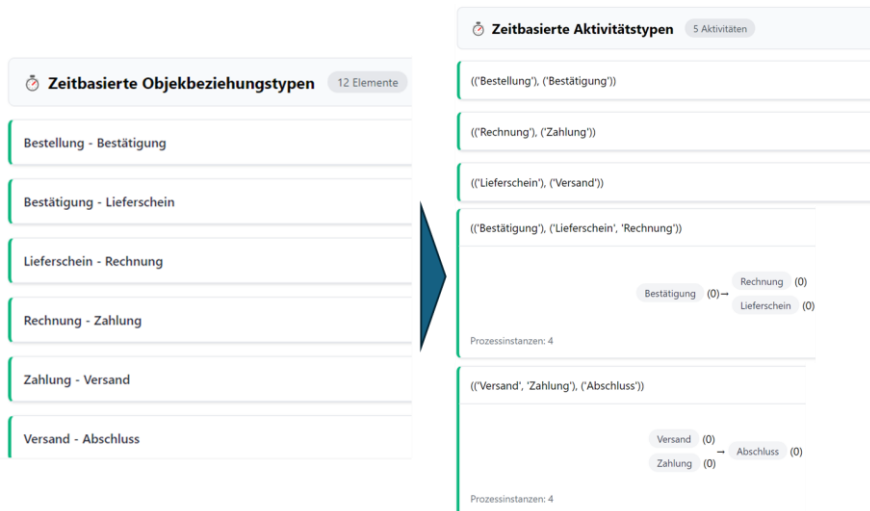 Zeitbasierte Objekbeziehungstypen 12 Elemente
Bestellung - Bestätigung
Bestätigung - Lieferschein
Lieferschein - Rechnung
Rechnung - Zahlung
Zahlung - Versand
Versand - Abschluss
Zeitbasierte Aktivitätstypen 5 Aktivitäten
(('Bestellung'), ('Bestätigung'))
(('Rechnung'), ('Zahlung'))
(('Lieferschein'), ('Versand'))
(('Bestätigung'), ('Lieferschein', 'Rechnung'))
Rechnung (0)
Bestätigung (0)→
Lieferschein (0)
Prozessinstanzen: 4
(('Versand', 'Zahlung'), ('Abschluss'))
Versand (0)
→ Abschluss (0)
Zahlung (0)
Prozessinstanzen: 4